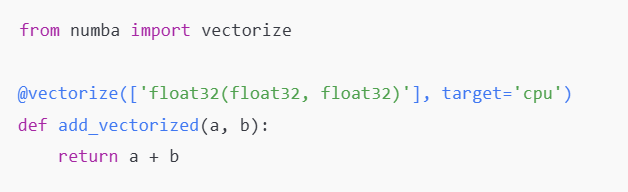 from numba import vectorize
@vectorize(['float32(float32, float32)'], target='cpu')
def add_vectorized(a, b):
    return a + b